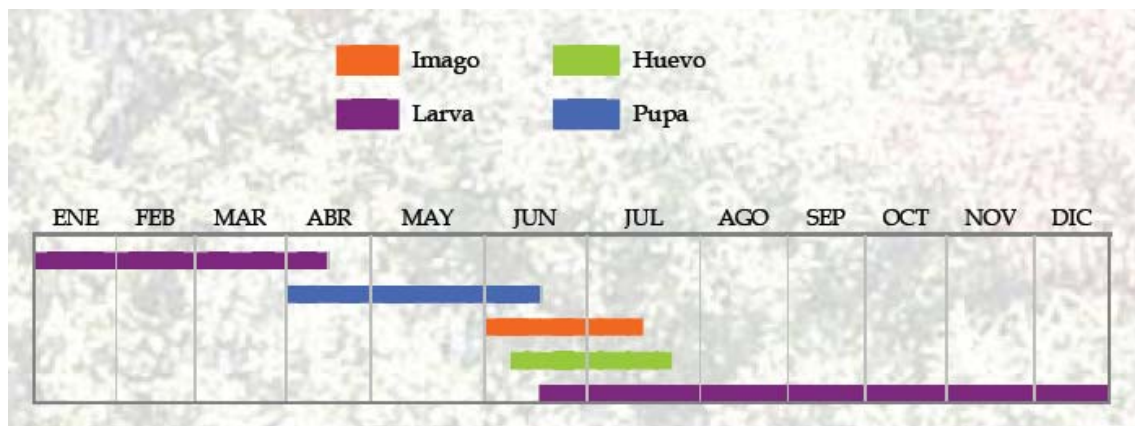 Imago Huevo
Larva Pupa
ENE FEB MAR ABR MAY JUN JUL AGO SEP OCT NOV DIC